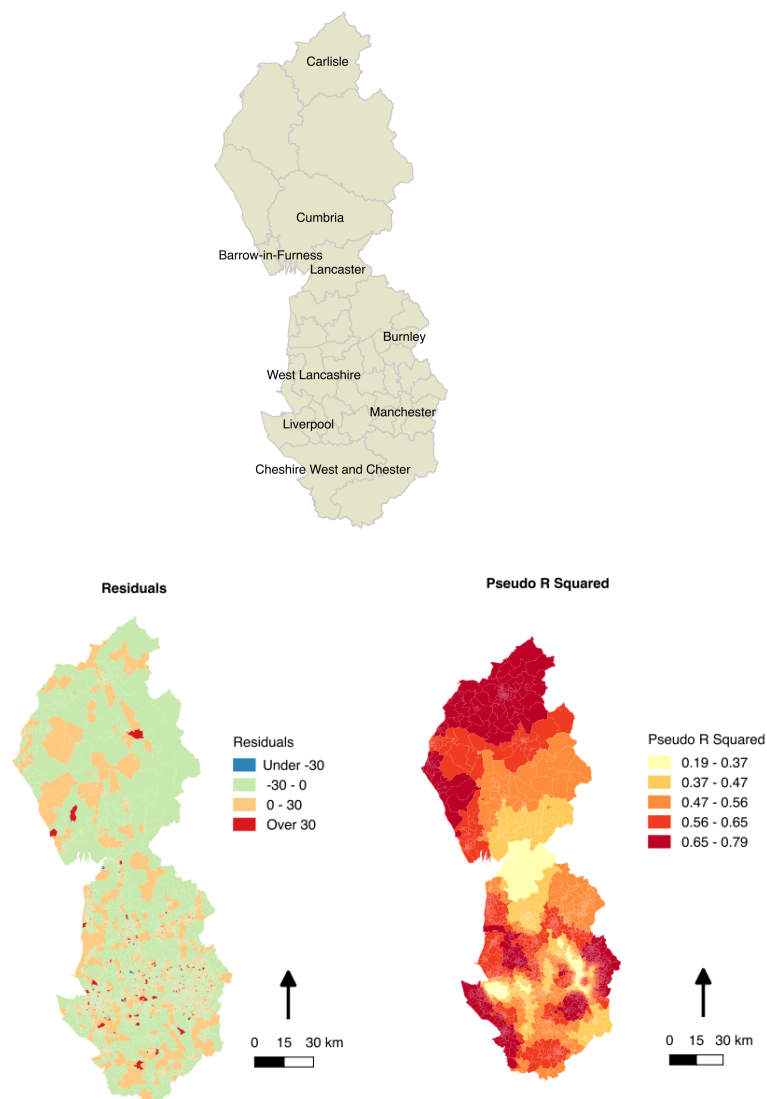 Carlisle
Cumbria
Barrow-in-Furness
Lancaster
Burnley
West Lancashire
Manchester
Liverpool
Cheshire West and Chester
Residuals
Pseudo R Squared
Residuals
Under -30
-30 - 0
0 - 30
Over 30
Pseudo R Squared
0.19 - 0.37
0.37 - 0.47
0.47 - 0.56
0.56 - 0.65
0.65 - 0.79
0 15 30 km
0 15 30 km